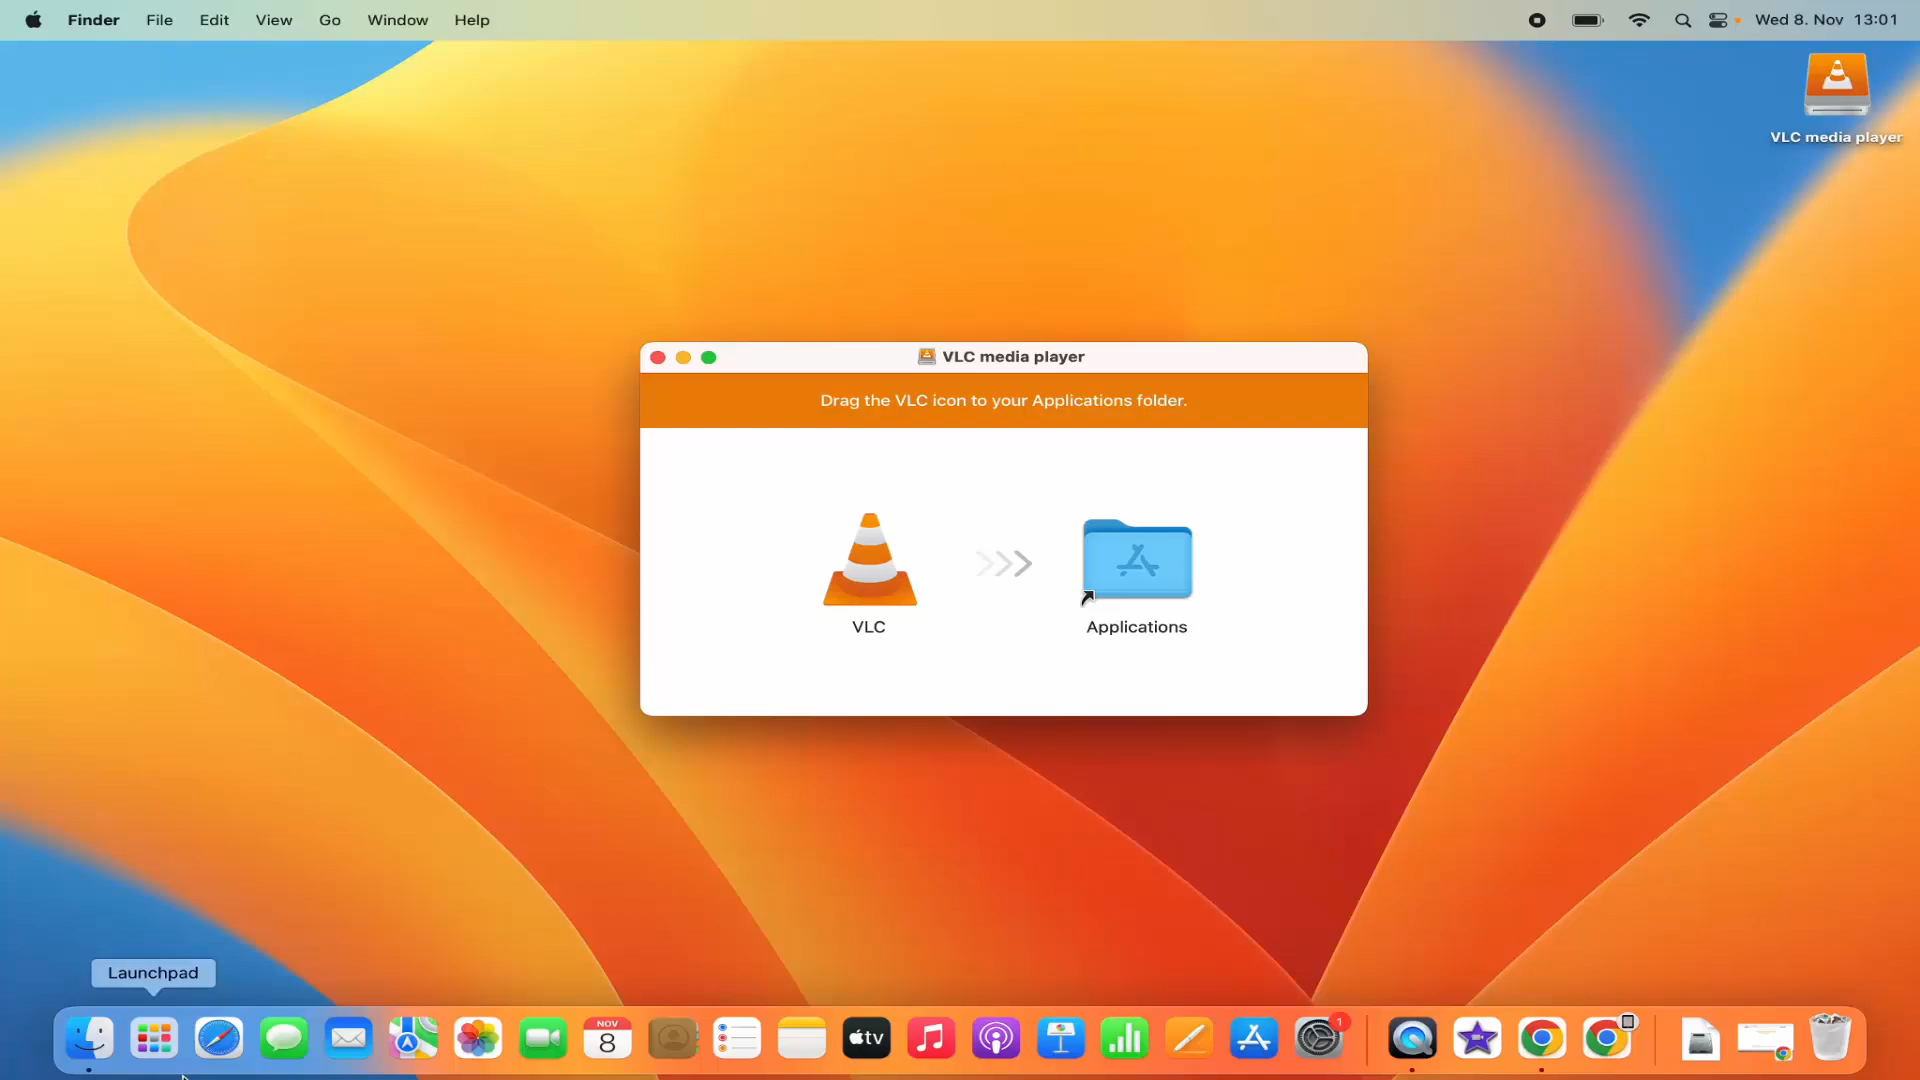 Finder File Edit View Go Window Help Wed 8. Nov 13:01
VLC media player
VLC media player
Drag the VLC icon to your Applications folder.
VLC Applications
Launchpad
NOV
8
tv
1